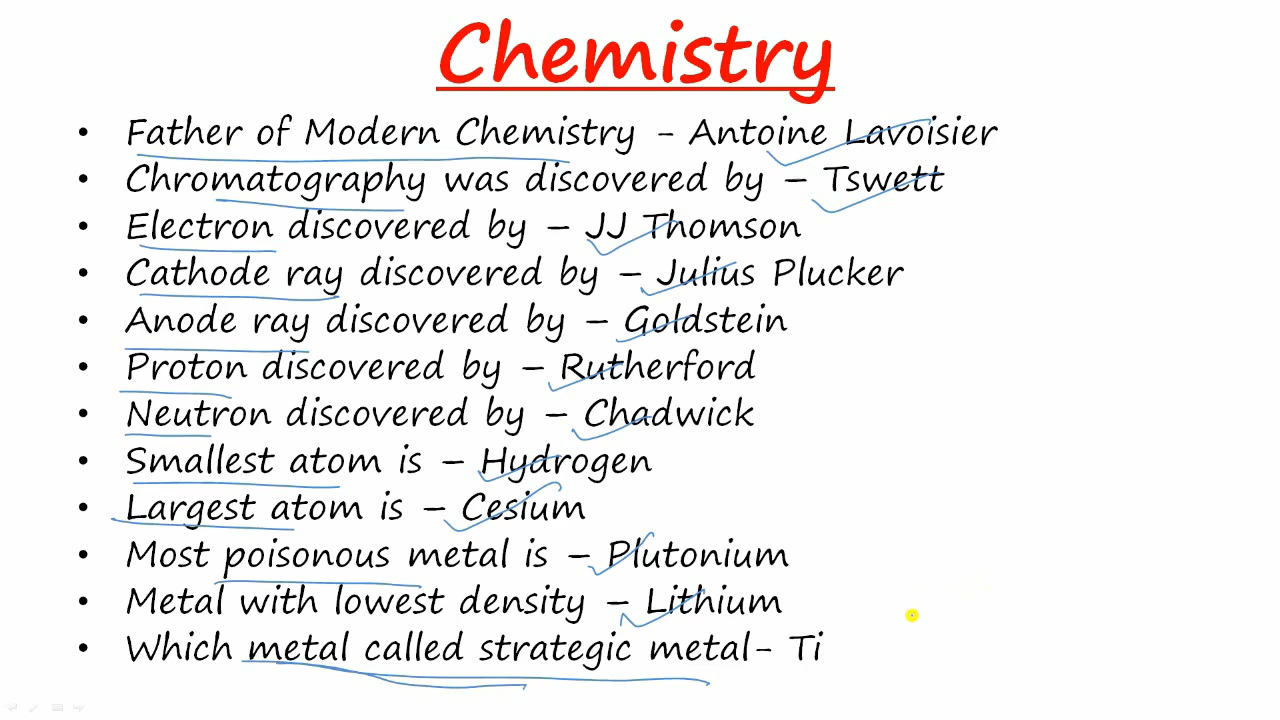 Chemistry
• Father of Modern Chemistry - Antoine Lavoisier
• Chromatography was discovered by – Tswett
• Electron discovered by – JJ Thomson
• Cathode ray discovered by – Julius Plucker
• Anode ray discovered by – Goldstein
• Proton discovered by – Rutherford
• Neutron discovered by – Chadwick
• Smallest atom is – Hydrogen
• Largest atom is – Cesium
• Most poisonous metal is – Plutonium
• Metal with lowest density – Lithium
• Which metal called strategic metal- Ti